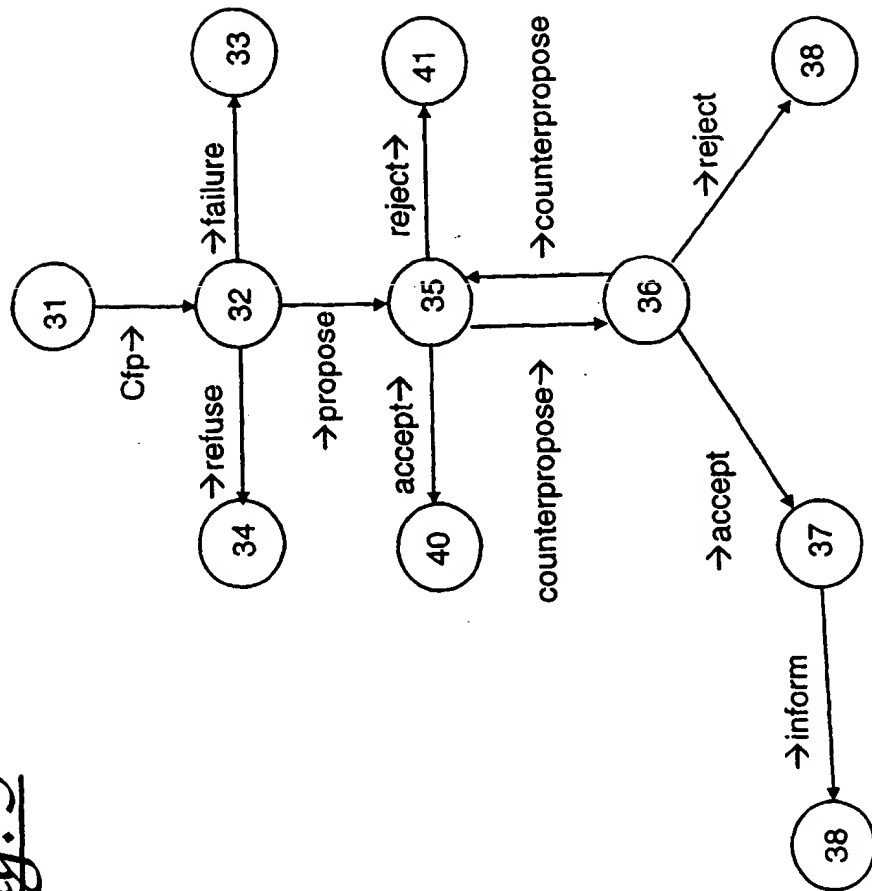 31
Cfp→
33
→failure
32
→refuse
34
→propose
41
reject→
35
accept→
40
→counterpropose
counterpropose→
36
38
→reject
→accept
37
→inform
38